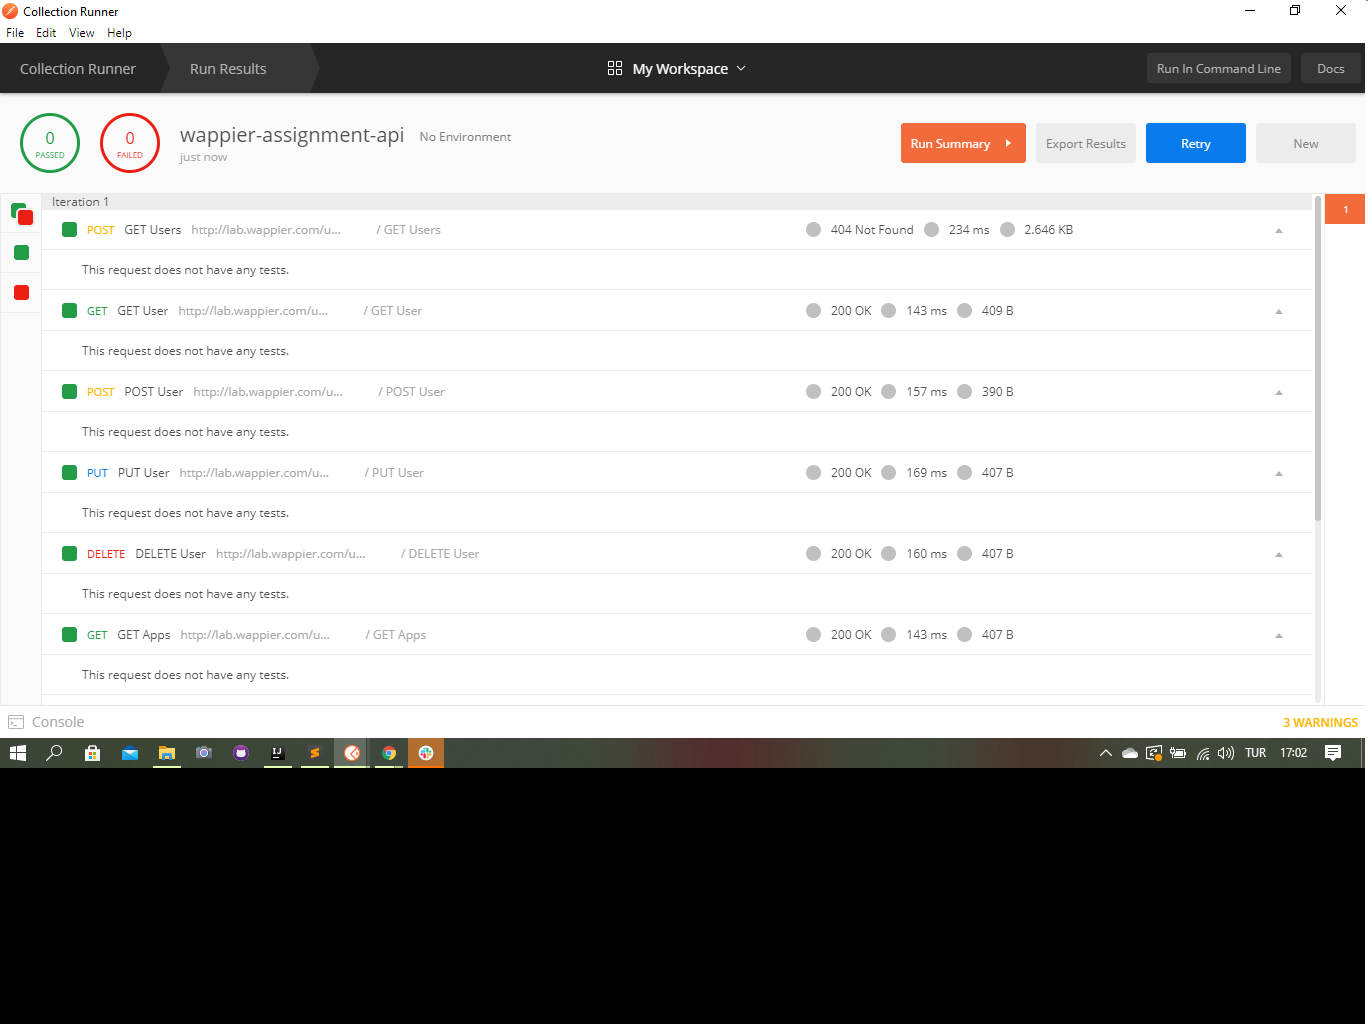 Collection Runner
File Edit View Help
Collection Runner Run Results My Workspace Run In Command Line Docs
0 PASSED 0 FAILED wappier-assignment-api No Environment Run Summary Export Results Retry New
just now
Iteration 1 1
POST GET Users http://lab.wappier.com/u... / GET Users 404 Not Found 234 ms 2.646 KB
This request does not have any tests.
GET GET User http://lab.wappier.com/u... / GET User 200 OK 143 ms 409 B
This request does not have any tests.
POST POST User http://lab.wappier.com/u... / POST User 200 OK 157 ms 390 B
This request does not have any tests.
PUT PUT User http://lab.wappier.com/u... / PUT User 200 OK 169 ms 407 B
This request does not have any tests.
DELETE DELETE User http://lab.wappier.com/u... / DELETE User 200 OK 160 ms 407 B
This request does not have any tests.
GET GET Apps http://lab.wappier.com/u... / GET Apps 200 OK 143 ms 407 B
This request does not have any tests.
Console 3 WARNINGS
IJ TUR 17:02